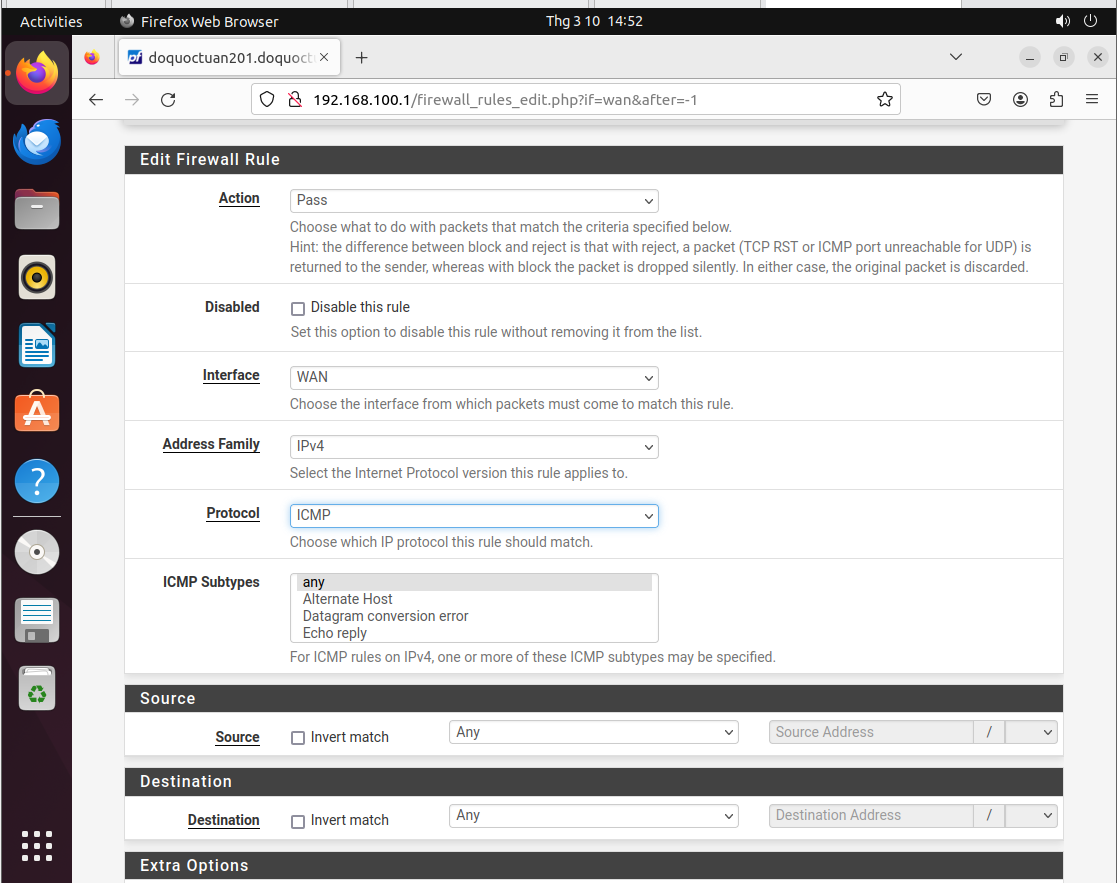 Activities
Firefox Web Browser
Thg 3 10 14:52
doquoctuan201.doquoct
192.168.100.1/firewall_rules_edit.php?if=wan&after=-1
Edit Firewall Rule
Action
Pass
Choose what to do with packets that match the criteria specified below.
Hint: the difference between block and reject is that with reject, a packet (TCP RST or ICMP port unreachable for UDP) is
returned to the sender, whereas with block the packet is dropped silently. In either case, the original packet is discarded.
Disabled
Disable this rule
Set this option to disable this rule without removing it from the list.
Interface
WAN
Choose the interface from which packets must come to match this rule.
Address Family
IPv4
Select the Internet Protocol version this rule applies to.
Protocol
ICMP
Choose which IP protocol this rule should match.
ICMP Subtypes
any
Alternate Host
Datagram conversion error
Echo reply
For ICMP rules on IPv4, one or more of these ICMP subtypes may be specified.
Source
Source
Invert match
Any
Source Address
/
Destination
Destination
Invert match
Any
Destination Address
/
Extra Options